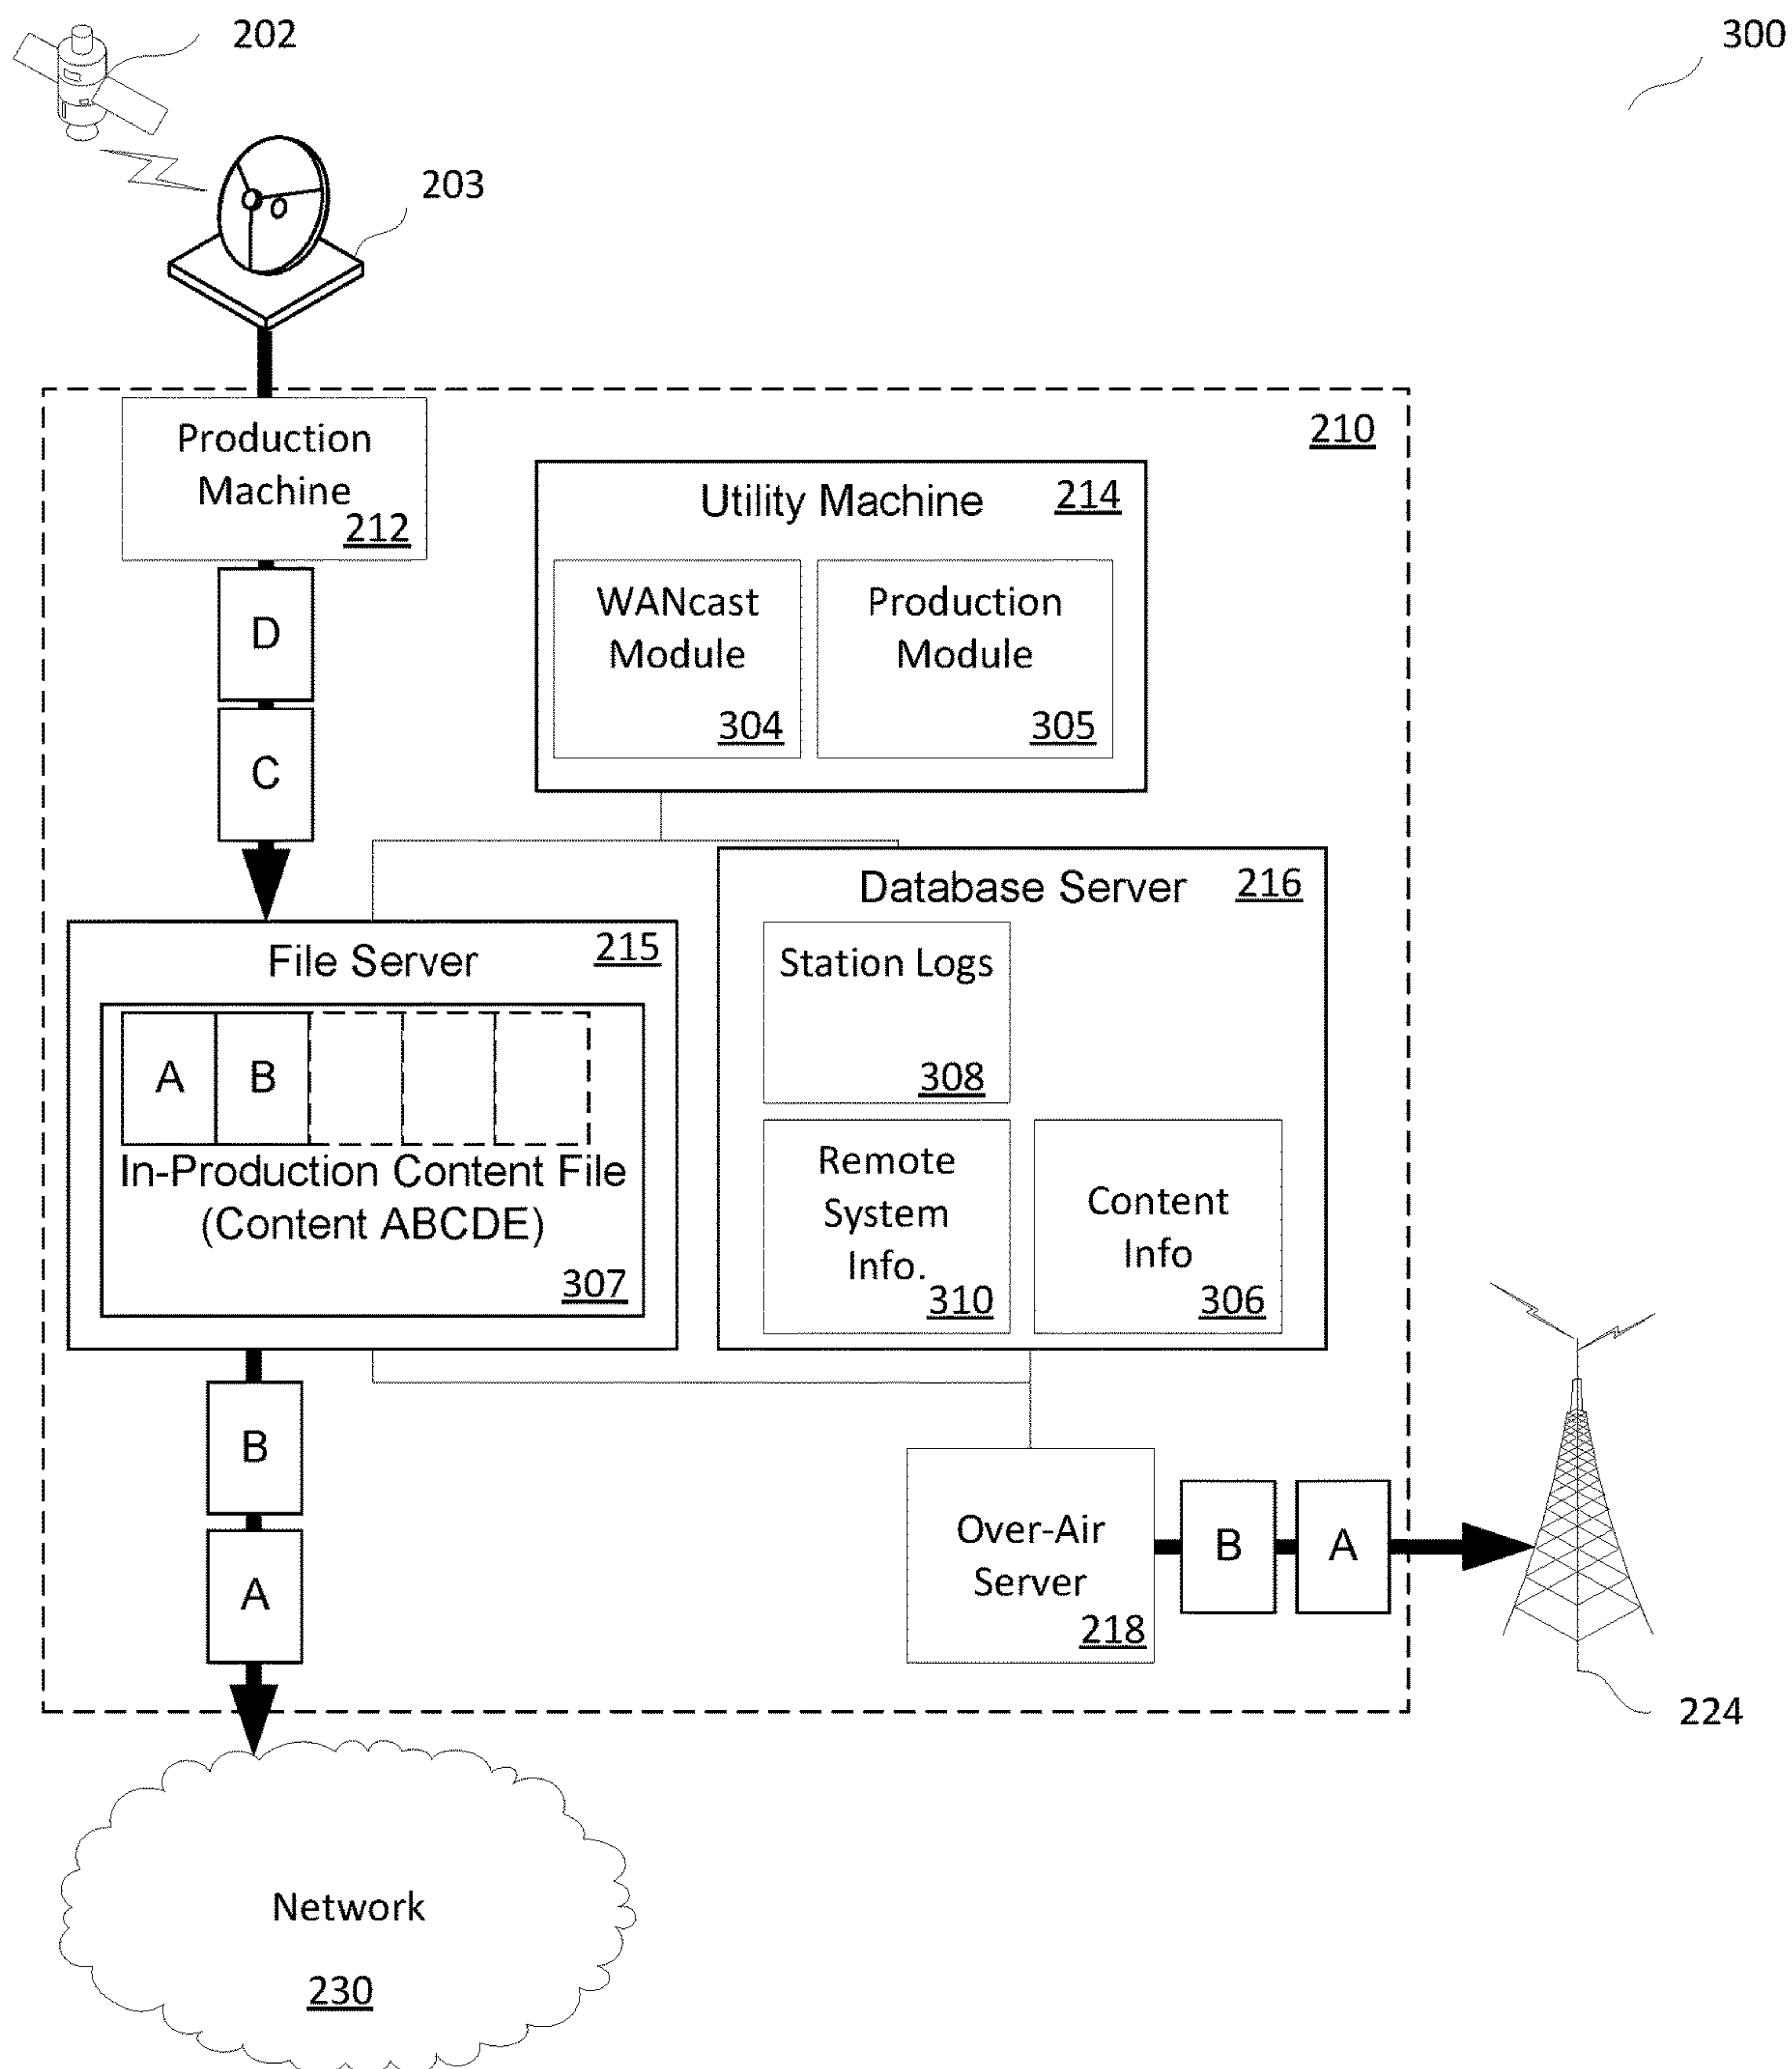 202
300
203
210
Production
Machine
212
Utility Machine 214
WANcast
Module
304
Production
Module
305
D
C
File Server 215
A B
In-Production Content File
(Content ABCDE)
307
Database Server 216
Station Logs
308
Remote
System
Info.
310
Content
Info
306
B
A
Over-Air
Server
218
B A
224
Network
230